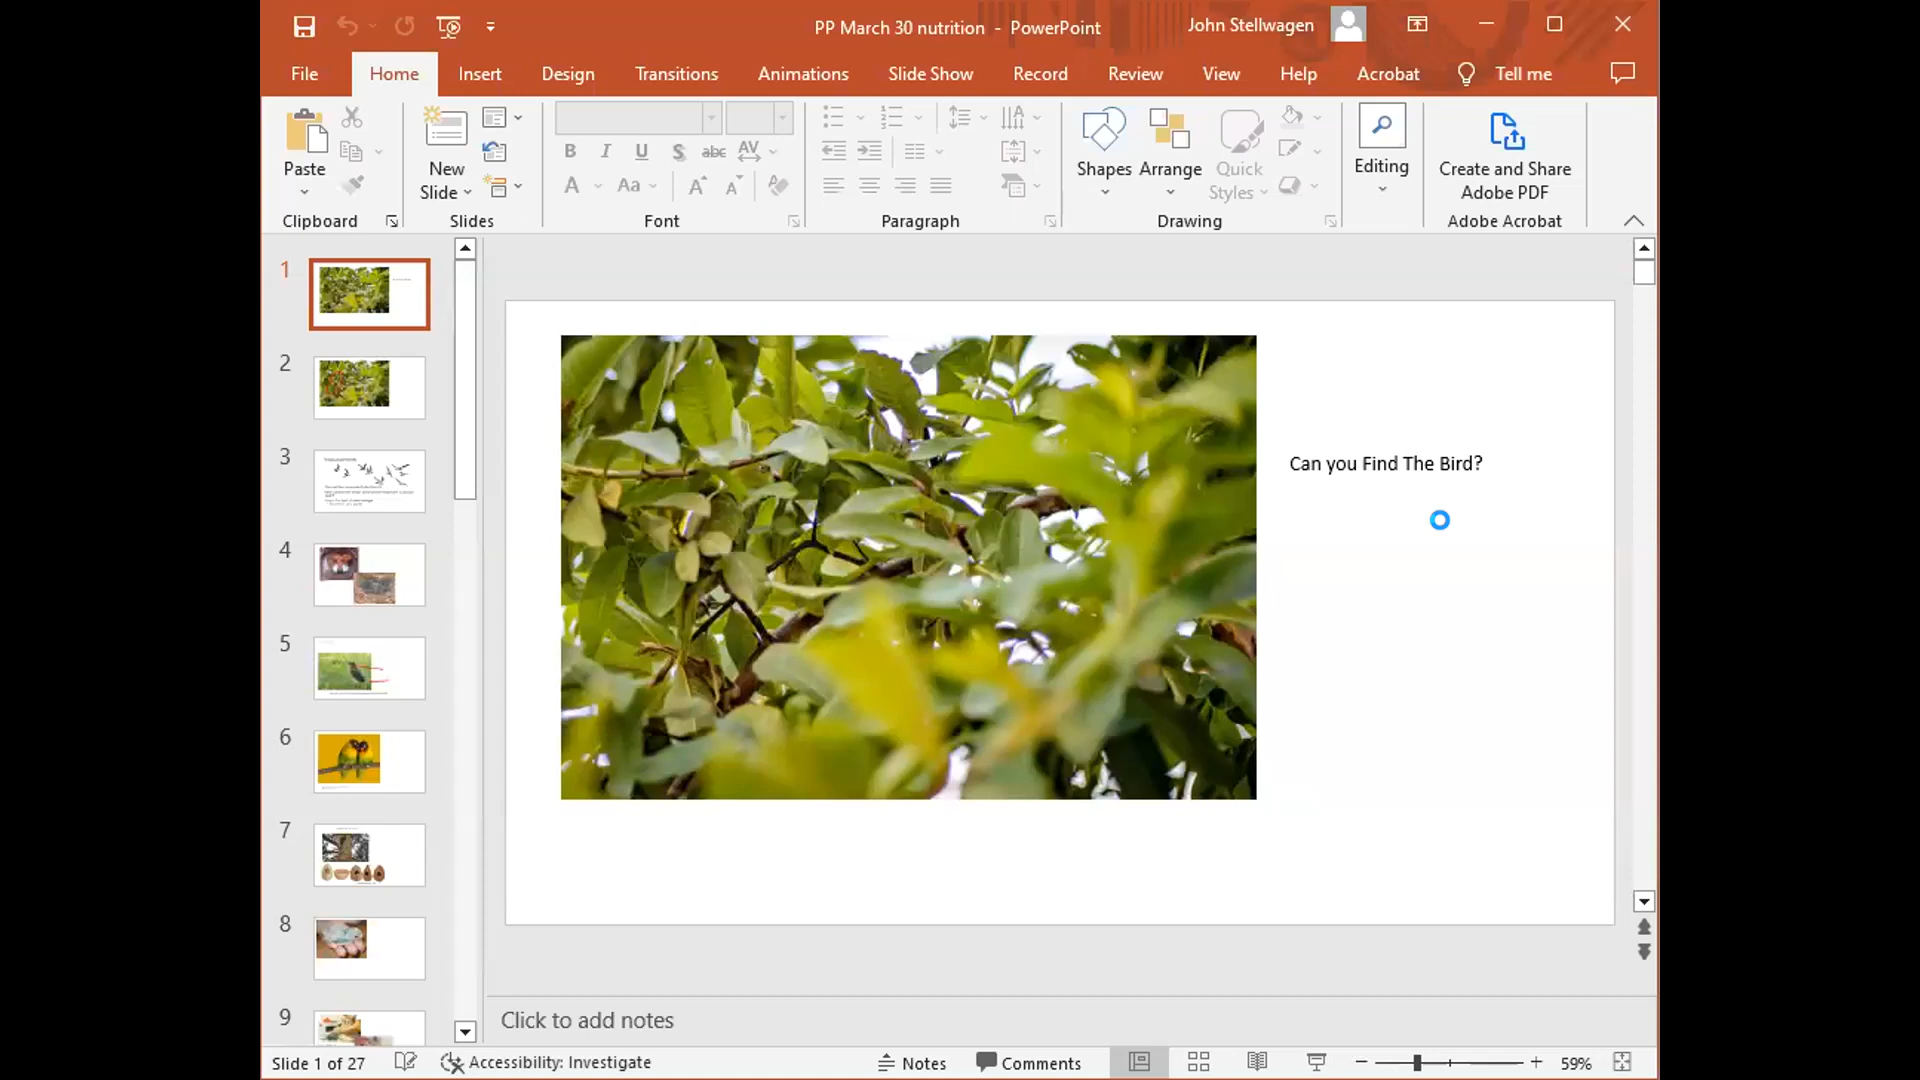 PP March 30 nutrition - PowerPoint
John Stellwagen
File
Home
Insert
Design
Transitions
Animations
Slide Show
Record
Review
View
Help
Acrobat
Tell me
Paste
New
Slide
B I U S abc AV
A Aa A A
Shapes
Arrange
Quick
Styles
Editing
Create and Share
Adobe PDF
Clipboard
Slides
Font
Paragraph
Drawing
Adobe Acrobat
1
2
3
4
5
6
7
8
9
Can you Find The Bird?
Click to add notes
Slide 1 of 27
Accessibility: Investigate
Notes
Comments
59%